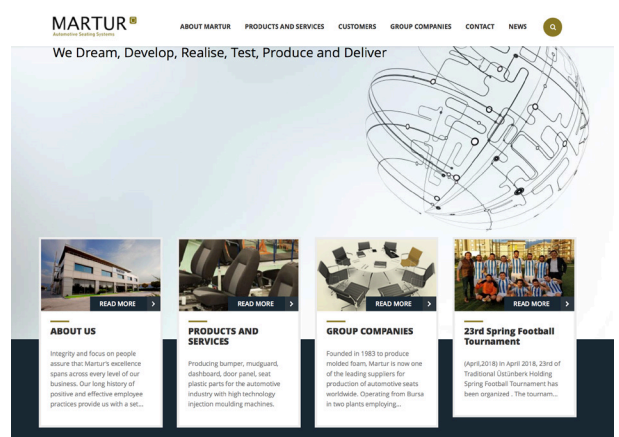 MARTUR
Automotive Seating Systems
ABOUT MARTUR
PRODUCTS AND SERVICES
CUSTOMERS
GROUP COMPANIES
CONTACT
NEWS
We Dream, Develop, Realise, Test, Produce and Deliver
READ MORE
ABOUT US
Integrity and focus on people
assure that Martur's excellence
spans across every level of our
business. Our long history of
positive and effective employee
practices provide us with a set...
READ MORE
PRODUCTS AND
SERVICES
Producing bumper, mudguard,
dashboard, door panel, seat
plastic parts for the automotive
industry with high technology
injection moulding machines.
READ MORE
GROUP COMPANIES
Founded in 1983 to produce
molded foam, Martur is now one
of the leading suppliers for
production of automotive seats
worldwide. Operating from Bursa
in two plants employing...
READ MORE
23rd Spring Football
Tournament
(April,2018) In April 2018, 23rd of
Traditional Üstünberk Holding
Spring Football Tournament has
been organized . The tournam...